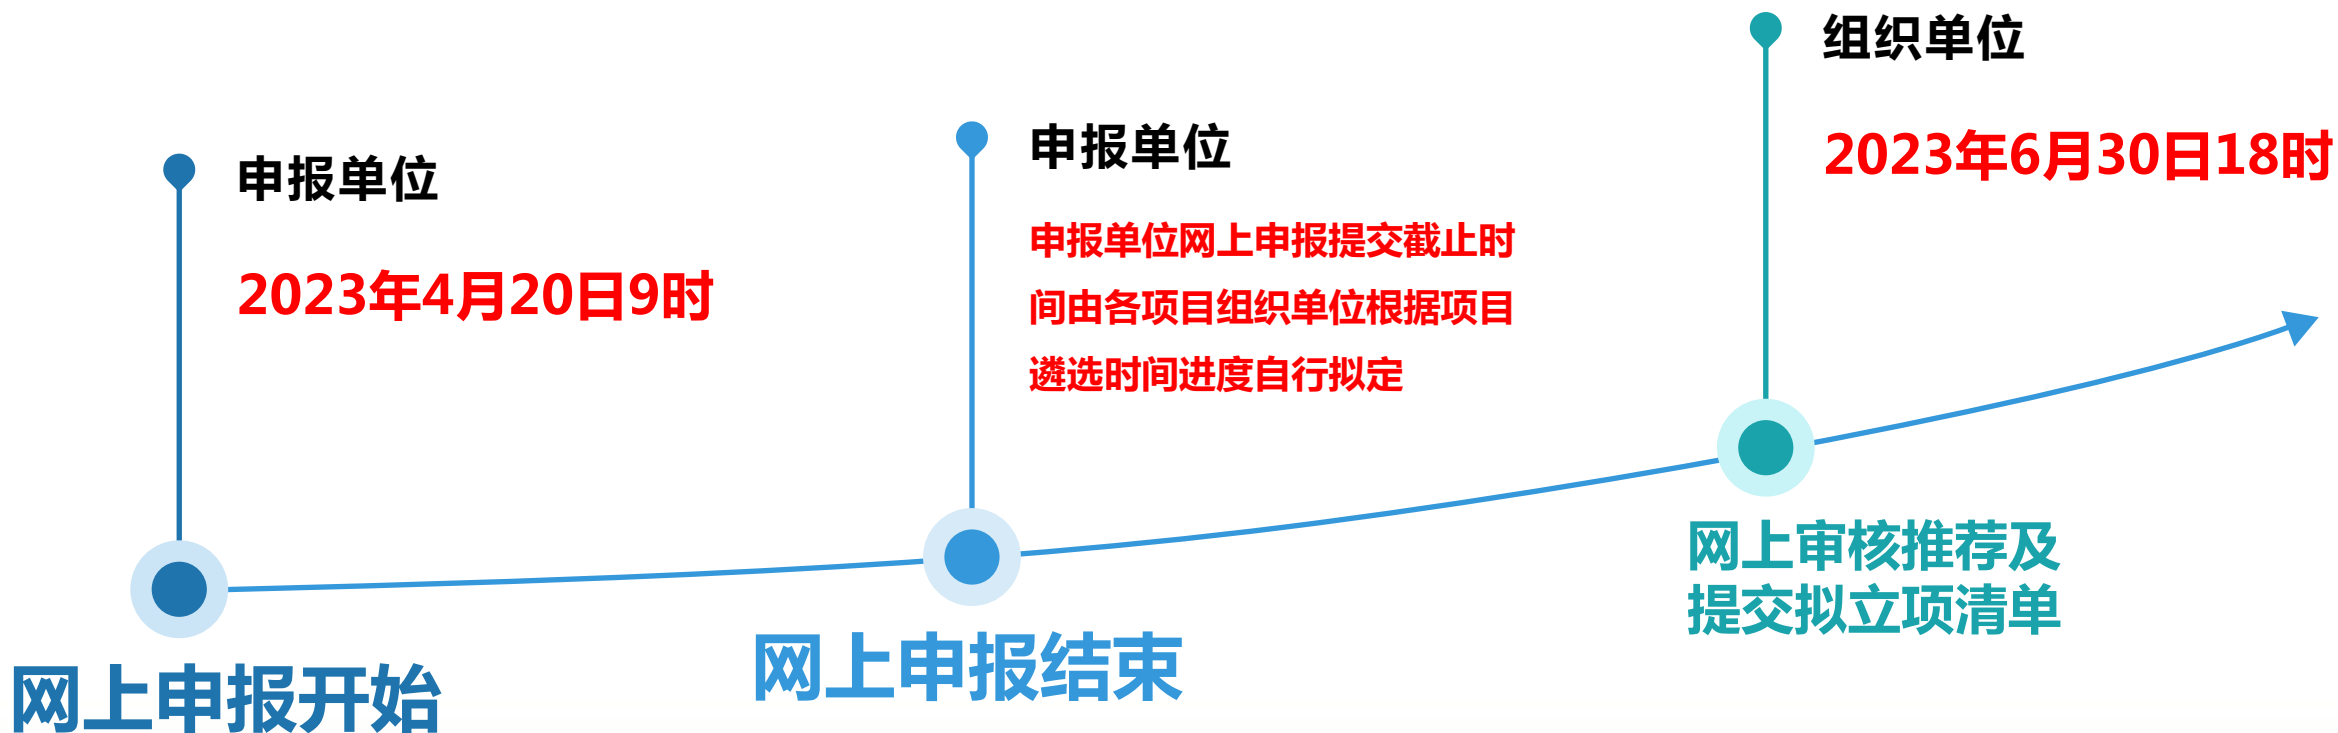 申报单位
2023年4月20日9时
网上申报开始
申报单位
申报单位网上申报提交截止时
间由各项目组织单位根据项目
遴选时间进度自行拟定
网上申报结束
组织单位
2023年6月30日18时
网上审核推荐及
提交拟立项清单